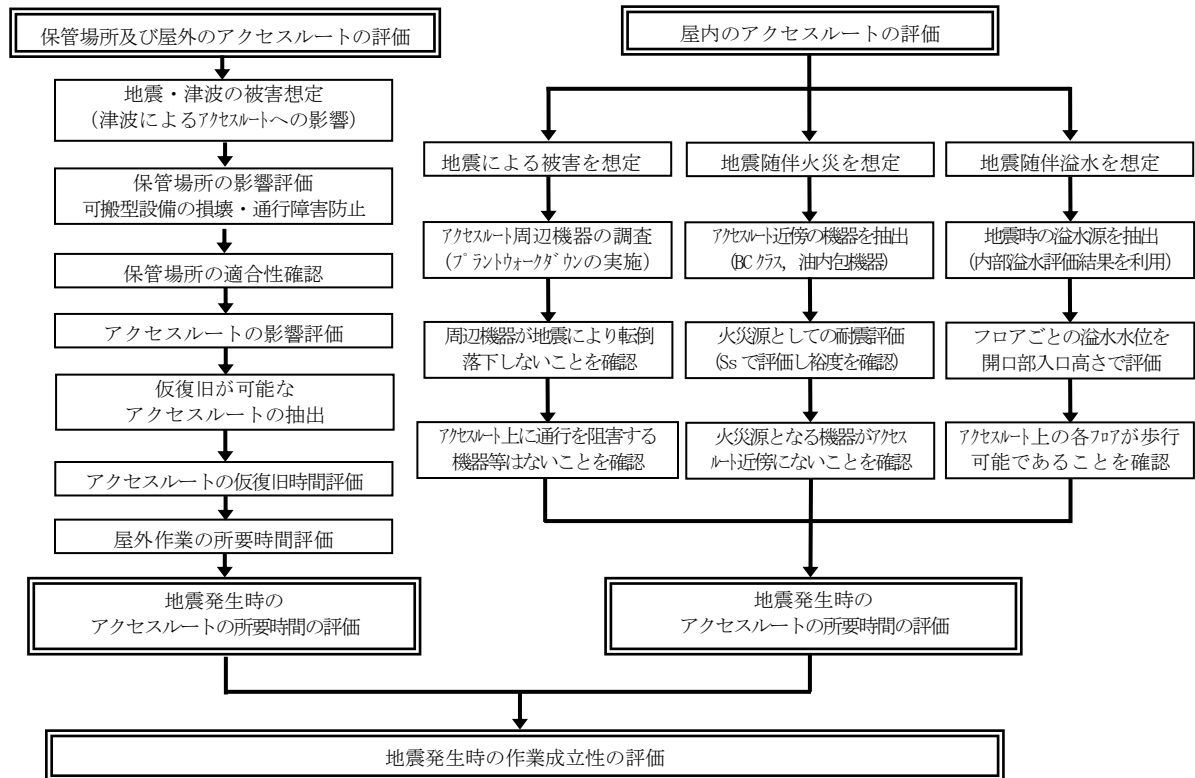 保管場所及び屋外のアクセスルートの評価
地震・津波の被害想定
（津波によるｱｸｾｽﾙｰﾄへの影響）
保管場所の影響評価
可搬型設備の損壊・通行障害防止
保管場所の適合性確認
アクセスルートの影響評価
仮復旧が可能な
アクセスルートの抽出
アクセスルートの仮復旧時間評価
屋外作業の所要時間評価
地震発生時の
アクセスルートの所要時間の評価
屋内のアクセスルートの評価
地震による被害を想定
ｱｸｾｽﾙｰﾄ周辺機器の調査
（ﾌﾟﾗﾝﾄｳｫｰｸﾀﾞｳﾝの実施）
周辺機器が地震により転倒
落下しないことを確認
ｱｸｾｽﾙｰﾄ上に通行を阻害する
機器等はないことを確認
地震随伴火災を想定
ｱｸｾｽﾙｰﾄ近傍の機器を抽出
（BCクラス，油内包機器）
火災源としての耐震評価
（Ssで評価し裕度を確認）
火災源となる機器がｱｸｾｽ
ﾙｰﾄ近傍にないことを確認
地震随伴溢水を想定
地震時の溢水源を抽出
（内部溢水評価結果を利用）
フロアごとの溢水水位を
開口部入口高さで評価
ｱｸｾｽﾙｰﾄ上の各ﾌﾛｱが歩行
可能であることを確認
地震発生時の
アクセスルートの所要時間の評価
地震発生時の作業成立性の評価